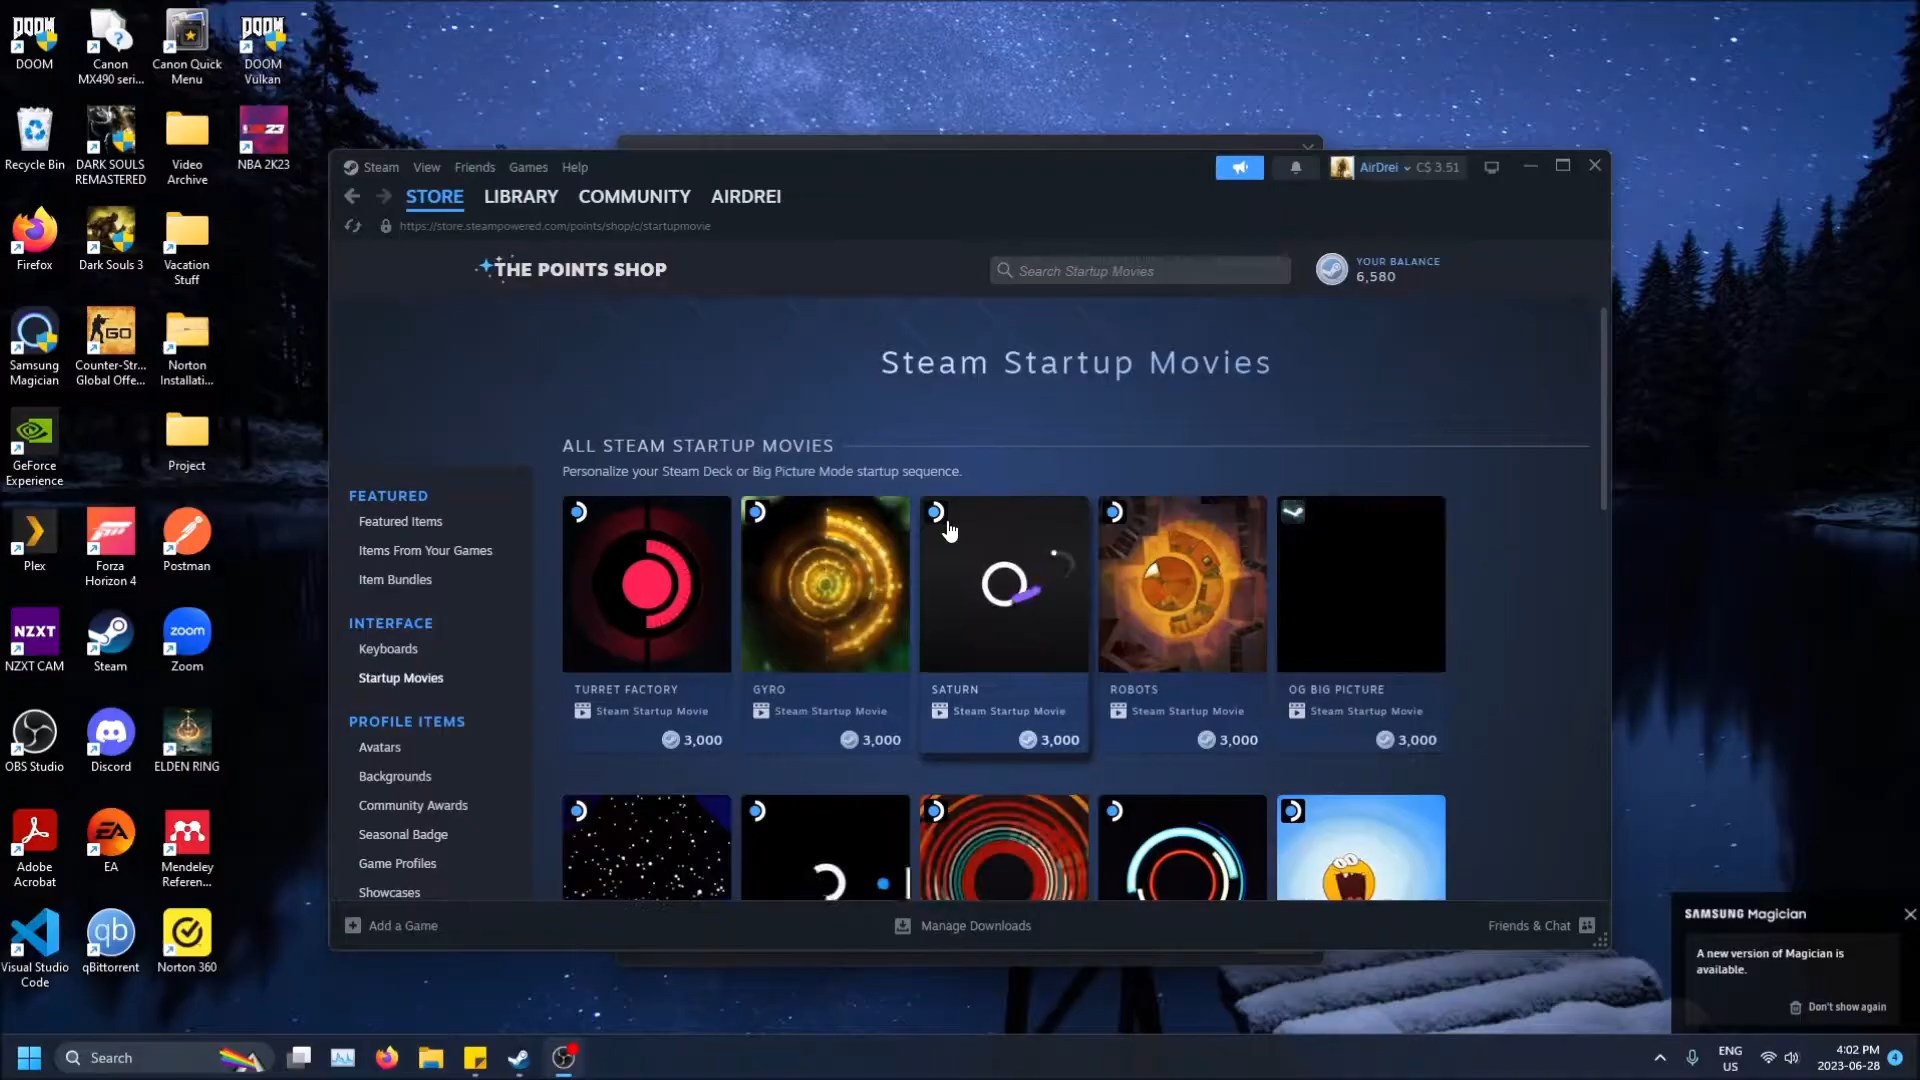 DOOM
Canon
MX490 seri...
Canon Quick
Menu
DOOM
Vulkan
Recycle Bin
DARK SOULS
REMASTERED
Video
Archive
NBA 2K23
Firefox
Dark Souls 3
Vacation
Stuff
Samsung
Magician
Counter-Str...
Global Offe...
Norton
Installati...
GeForce
Experience
Project
Plex
Forza
Horizon 4
Postman
NZXT CAM
Steam
Zoom
OBS Studio
Discord
ELDEN RING
Adobe
Acrobat
EA
Mendeley
Referen...
Visual Studio
Code
qBittorrent
Norton 360
Steam View Friends Games Help
AirDrei C$ 3.51
STORE LIBRARY COMMUNITY AIRDREI
https://store.steampowered.com/points/shop/c/startupmovie
THE POINTS SHOP
Search Startup Movies
YOUR BALANCE
6,580
Steam Startup Movies
ALL STEAM STARTUP MOVIES
Personalize your Steam Deck or Big Picture Mode startup sequence.
FEATURED
Featured Items
Items From Your Games
Item Bundles
INTERFACE
Keyboards
Startup Movies
PROFILE ITEMS
Avatars
Backgrounds
Community Awards
Seasonal Badge
Game Profiles
Showcases
TURRET FACTORY
Steam Startup Movie
3,000
GYRO
Steam Startup Movie
3,000
SATURN
Steam Startup Movie
3,000
ROBOTS
Steam Startup Movie
3,000
OG BIG PICTURE
Steam Startup Movie
3,000
Add a Game
Manage Downloads
Friends & Chat
SAMSUNG Magician
A new version of Magician is
available.
Don't show again
Search
ENG
US
4:02 PM
2023-06-28
4